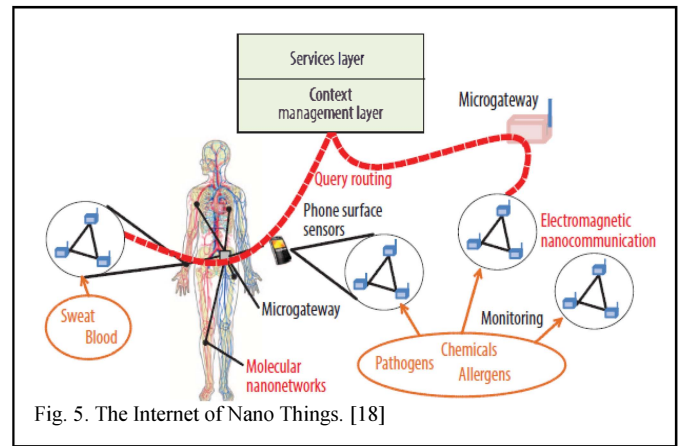 Services layer
Context
management layer
Microgateway
Query routing
Phone surface
sensors
Electromagnetic
nanocommunication
Sweat
Blood
Microgateway
Monitoring
Molecular
nanonetworks
Pathogens
Chemicals
Allergens
Fig. 5. The Internet of Nano Things. [18]